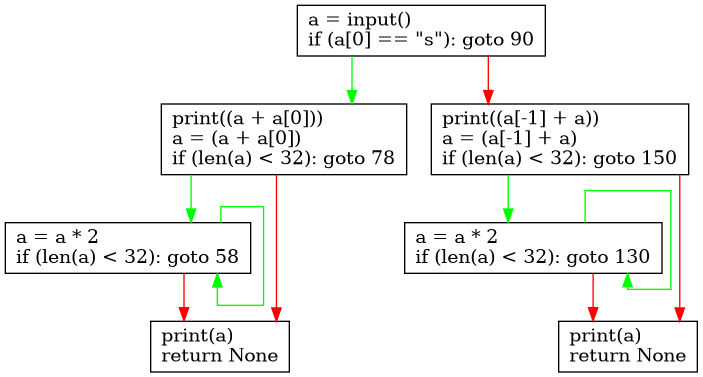 a = input()
if (a[0] == "s"): goto 90
print((a + a[0]))
a = (a + a[0])
if (len(a) < 32): goto 78
print((a[-1] + a))
a = (a[-1] + a)
if (len(a) < 32): goto 150
a = a * 2
if (len(a) < 32): goto 58
a = a * 2
if (len(a) < 32): goto 130
print(a)
return None
print(a)
return None